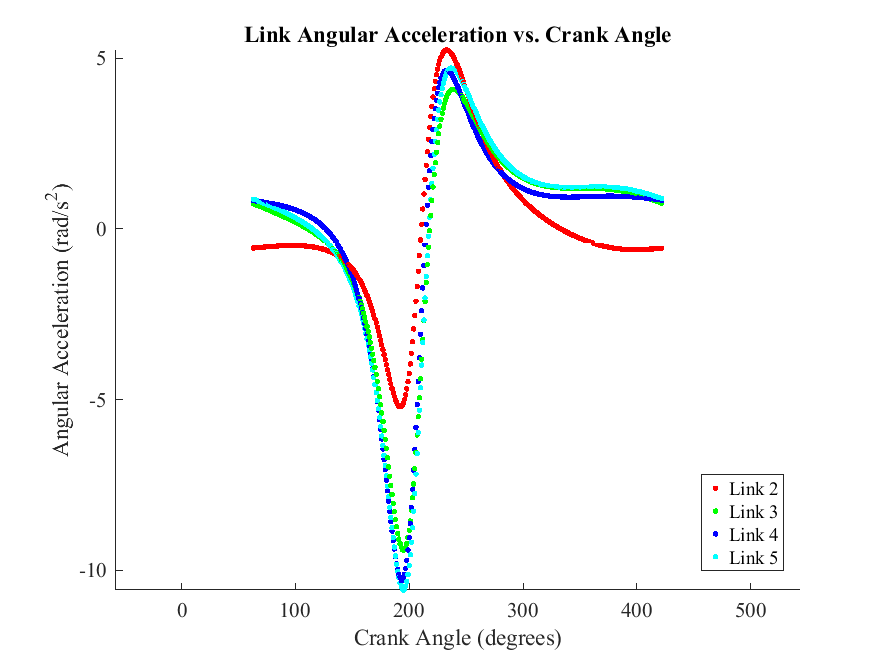 Link Angular Acceleration vs. Crank Angle
Angular Acceleration (rad/s²)
5
0
-5
-10
0 100 200 300 400 500
Crank Angle (degrees)
Link 2
Link 3
Link 4
Link 5